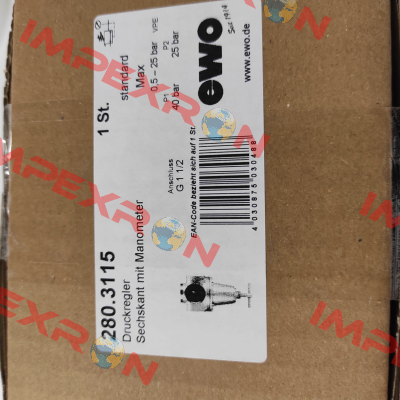 280.3115
Druckregler
Sechskant mit Manometer
Anschluss
G 1 1/2
EAN-Code bezieht sich auf 1 St.
4 030875 030488
1 St.
standard
Max
0,5 – 25 bar
VPE
P1
40 bar
P2
25 bar
ewo
Seit 1914
www.ewo.de
IMPEXRON
IMPEXRON
IMPEXRON